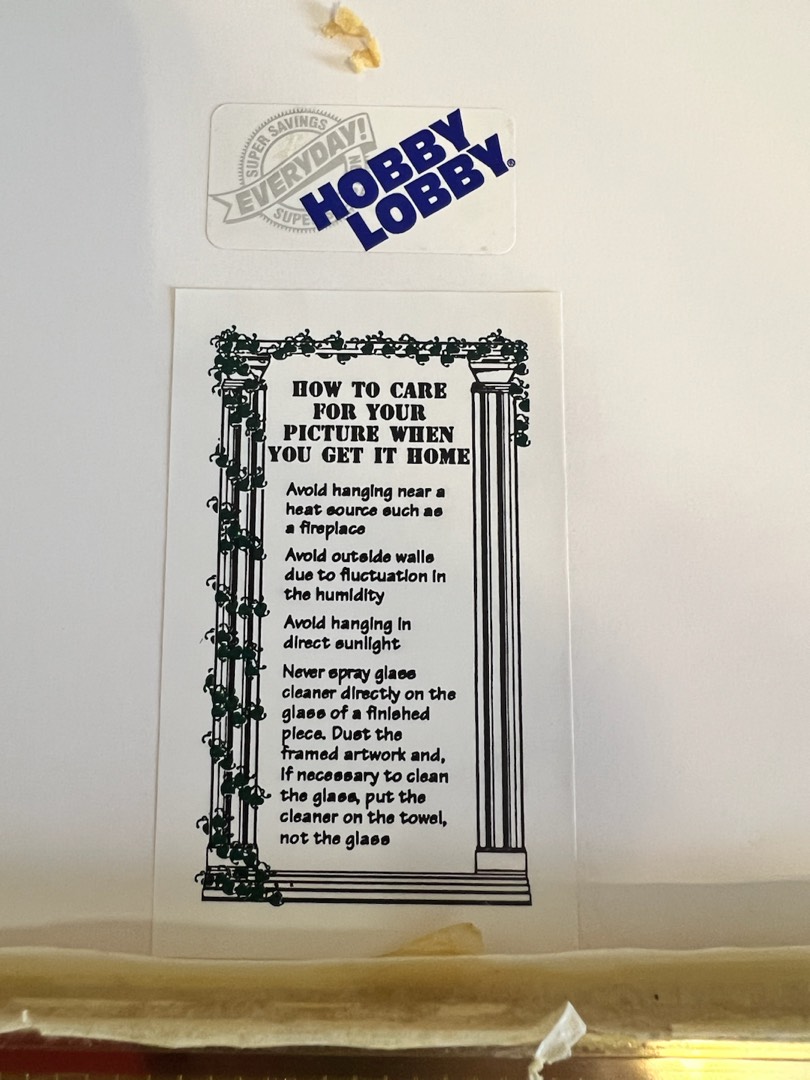 SUPER SAVINGS
EVERYDAY!
HOBBY
LOBBY®
HOW TO CARE
FOR YOUR
PICTURE WHEN
YOU GET IT HOME
Avoid hanging near a
heat source such as
a fireplace
Avoid outside walls
due to fluctuation in
the humidity
Avoid hanging in
direct sunlight
Never spray glass
cleaner directly on the
glass of a finished
piece. Dust the
framed artwork and,
if necessary to clean
the glass, put the
cleaner on the towel,
not the glass